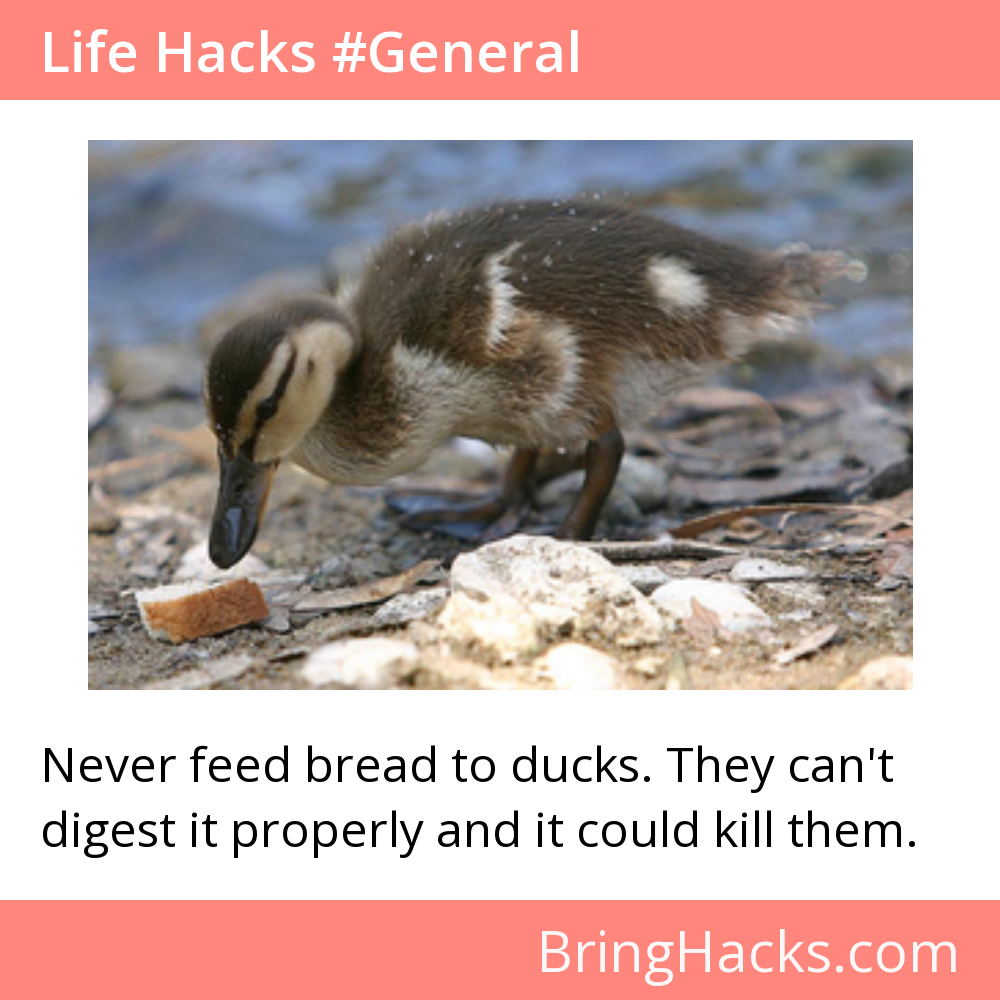 Life Hacks #General
Never feed bread to ducks. They can't
digest it properly and it could kill them.
BringHacks.com